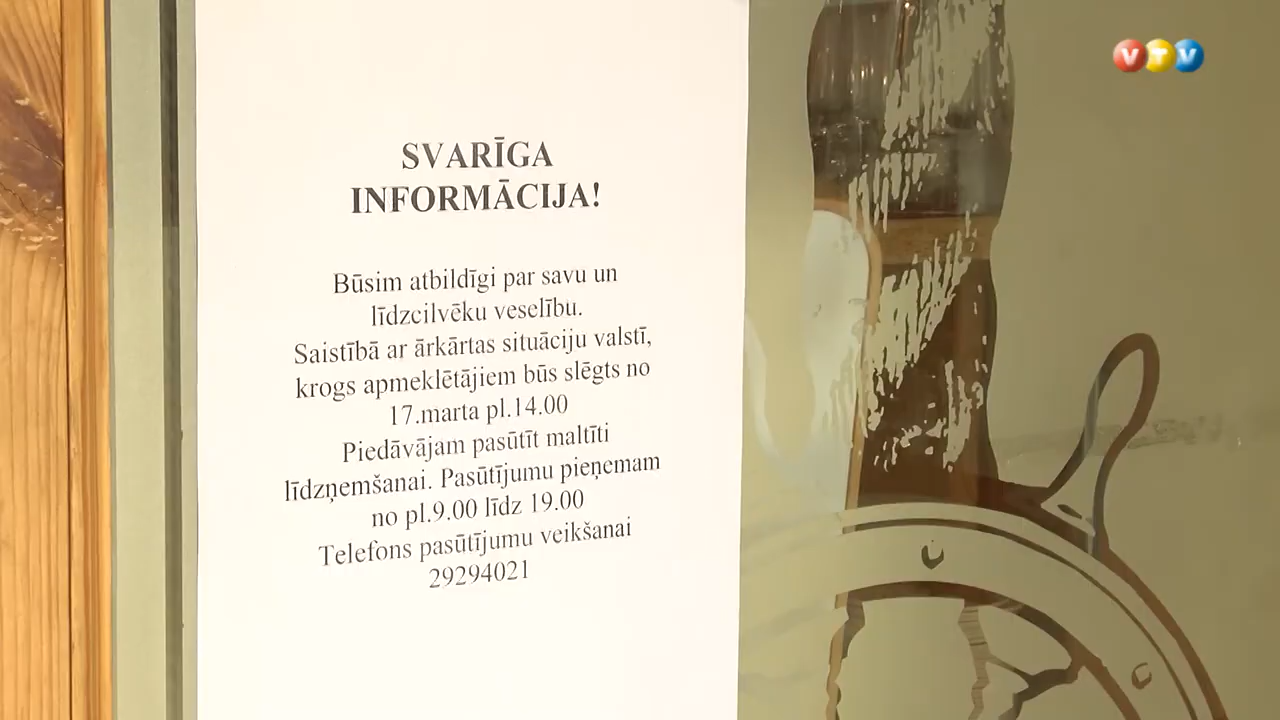 VTV
SVARĪGA
INFORMĀCIJA!
Būsim atbildīgi par savu un
līdzcilvēku veselību.
Saistībā ar ārkārtas situāciju valstī,
krogs apmeklētājiem būs slēgts no
17.marta pl.14.00
Piedāvājam pasūtīt maltīti
līdzņemšanai. Pasūtījumu pieņemam
no pl.9.00 līdz 19.00
Telefons pasūtījumu veikšanai
29294021